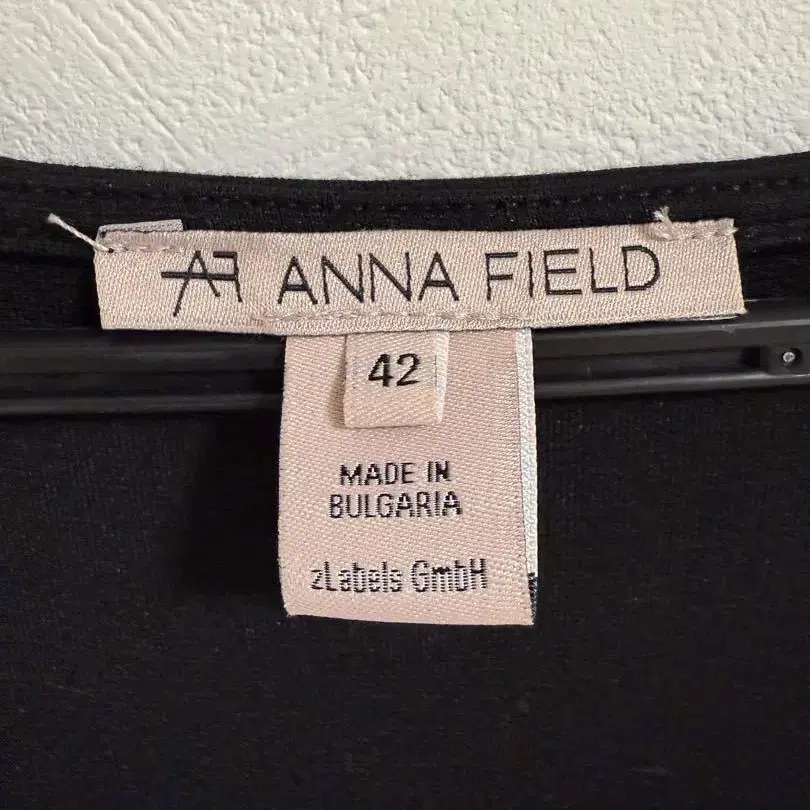 AF ANNA FIELD
42
MADE IN
BULGARIA
zLabels GmbH